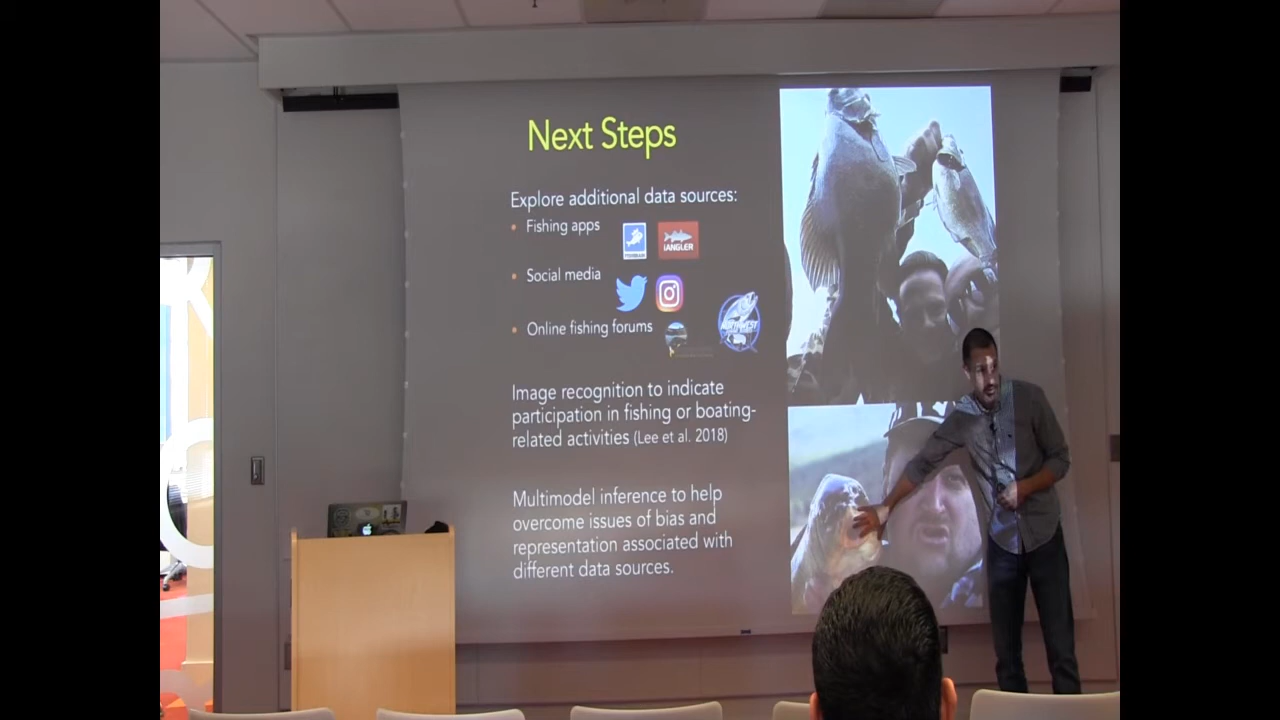 Next Steps
Explore additional data sources:
• Fishing apps
iANGLER
• Social media
• Online fishing forums
NORTHWEST
Image recognition to indicate
participation in fishing or boating-
related activities (Lee et al. 2018)
Multimodel inference to help
overcome issues of bias and
representation associated with
different data sources.